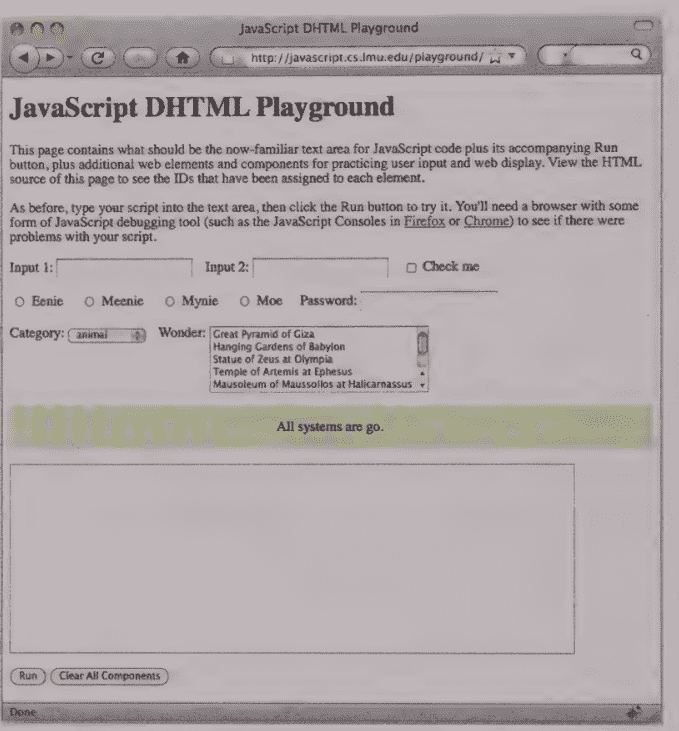 JavaScript DHTML Playground
http://javascript.cs.lmu.edu/playground/
JavaScript DHTML Playground
This page contains what should be the now-familiar text area for JavaScript code plus its accompanying Run
button, plus additional web elements and components for practicing user input and web display. View the HTML
source of this page to see the IDs that have been assigned to each element.
As before, type your script into the text area, then click the Run button to try it. You'll need a browser with some
form of JavaScript debugging tool (such as the JavaScript Consoles in Firefox or Chrome) to see if there were
problems with your script.
Input 1: Input 2: Check me
Eenie Meenie Mynie Moe Password:
Category: animal Wonder: Great Pyramid of Giza
Hanging Gardens of Babylon
Statue of Zeus at Olympia
Temple of Artemis at Ephesus
Mausoleum of Maussollos at Halicarnassus
All systems are go.
Run Clear All Components
Done